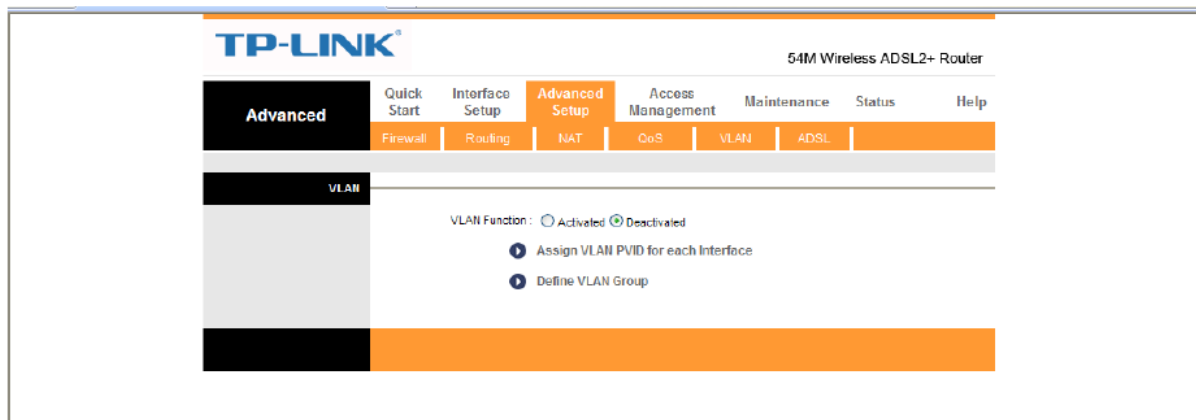 TP-LINK®
54M Wireless ADSL2+ Router
Advanced
Quick Start
Interface Setup
Advanced Setup
Access Management
Maintenance
Status
Help
Firewall
Routing
NAT
QoS
VLAN
ADSL
VLAN
VLAN Function : Activated Deactivated
Assign VLAN PVID for each Interface
Define VLAN Group